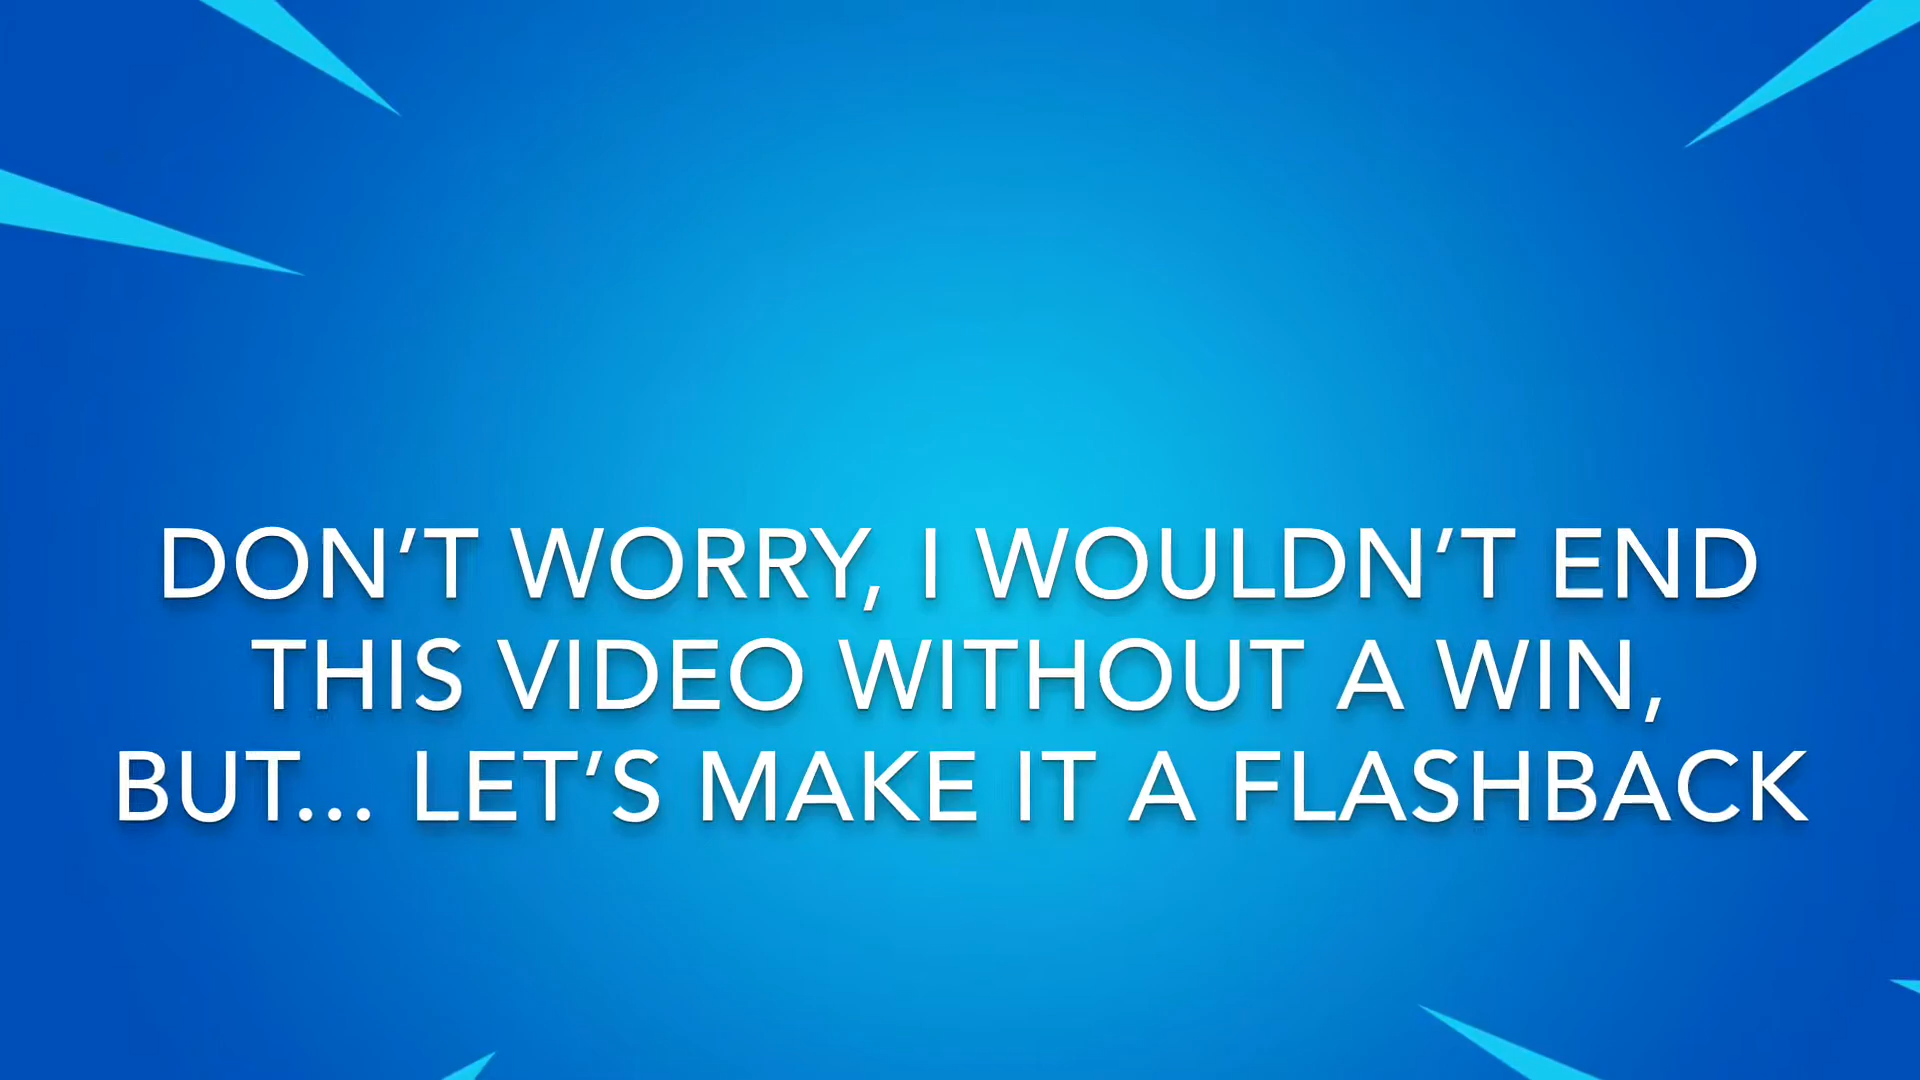 DON’T WORRY, I WOULDN’T END
THIS VIDEO WITHOUT A WIN,
BUT... LET’S MAKE IT A FLASHBACK